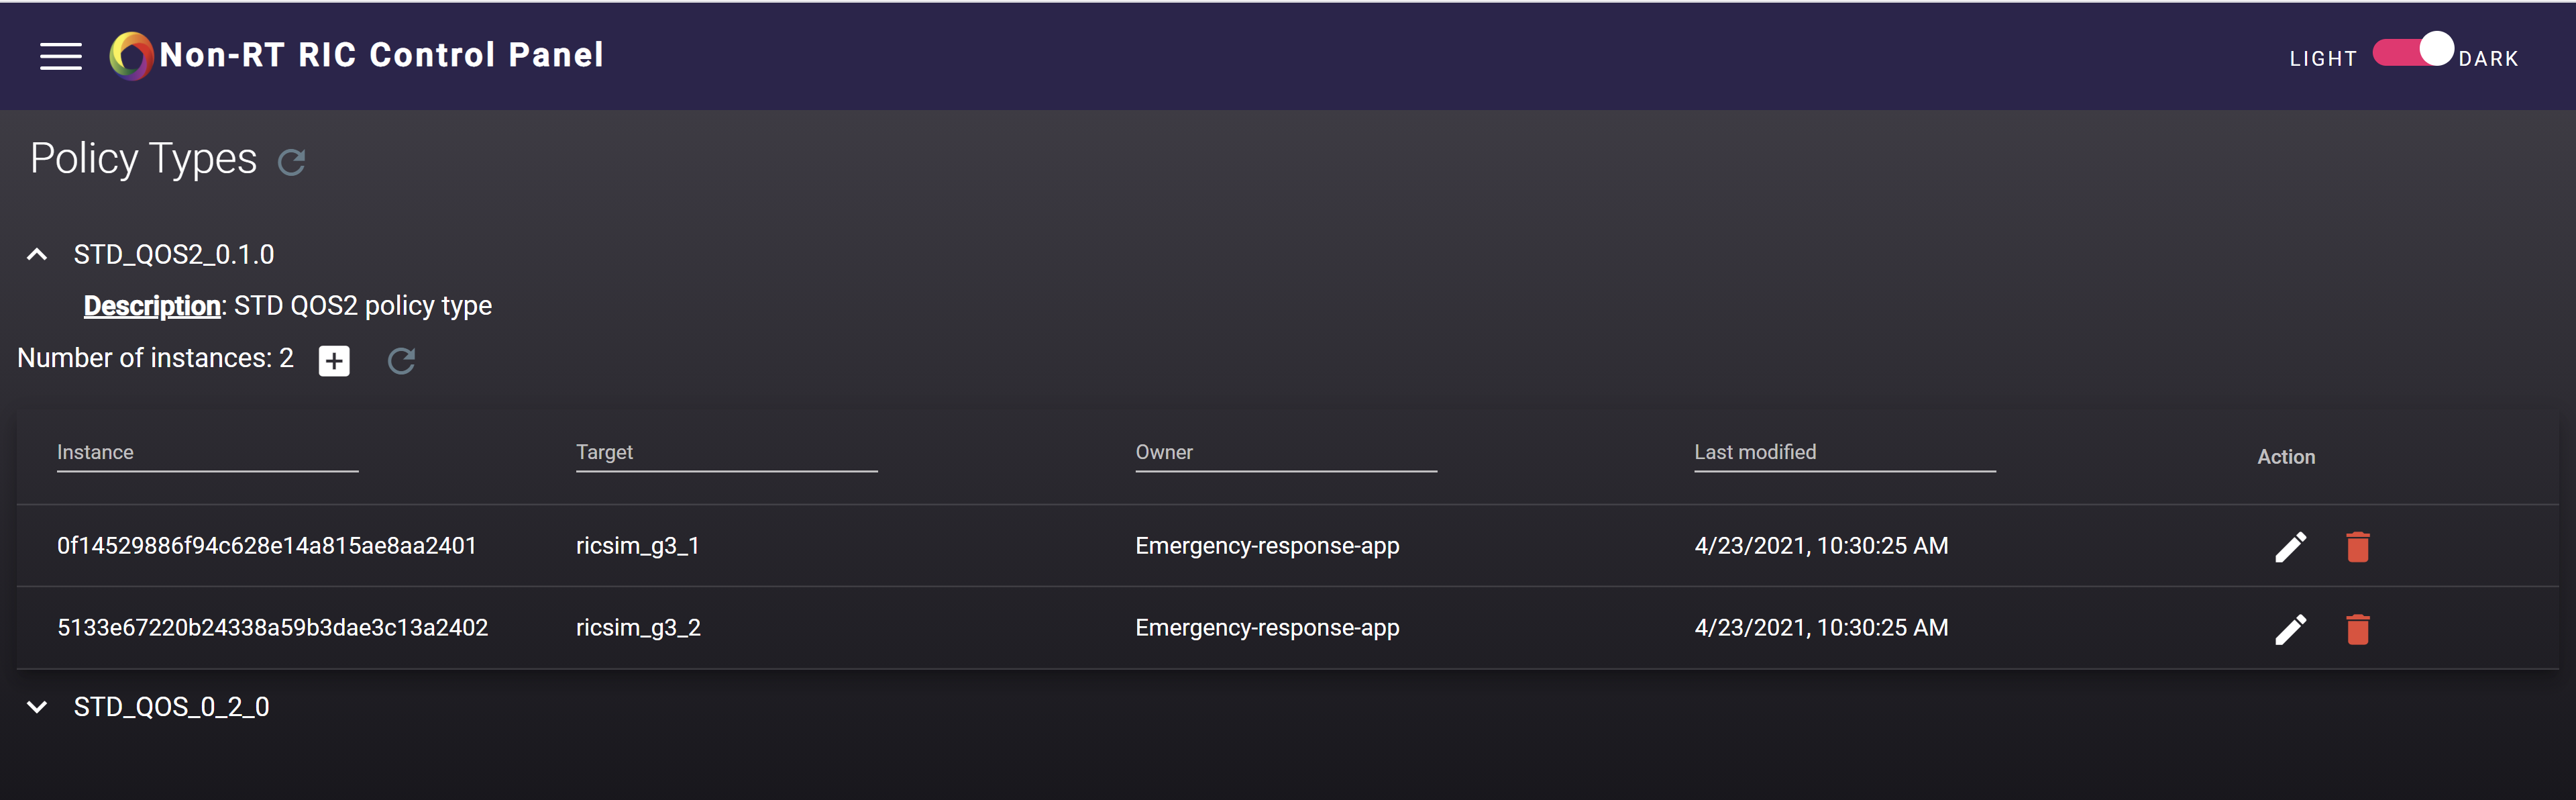 Non-RT RIC Control Panel
LIGHT DARK
Policy Types
STD_QOS2_0.1.0
Description: STD QOS2 policy type
Number of instances: 2
Instance Target Owner Last modified Action
0f14529886f94c628e14a815ae8aa2401 ricsim_g3_1 Emergency-response-app 4/23/2021, 10:30:25 AM
5133e67220b24338a59b3dae3c13a2402 ricsim_g3_2 Emergency-response-app 4/23/2021, 10:30:25 AM
STD_QOS_0_2_0